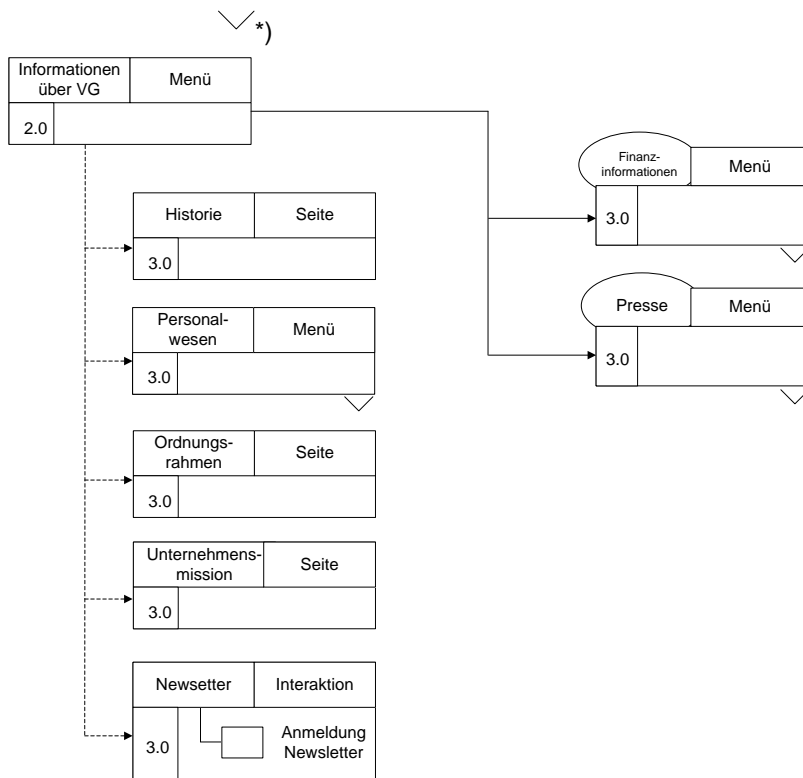 *)
Informationen
über VG
Menü
2.0
Historie
Seite
3.0
Personal-
wesen
Menü
3.0
Ordnungs-
rahmen
Seite
3.0
Unternehmens-
mission
Seite
3.0
Newsetter
Interaktion
3.0
Anmeldung
Newsletter
Finanz-
informationen
Menü
3.0
Presse
Menü
3.0